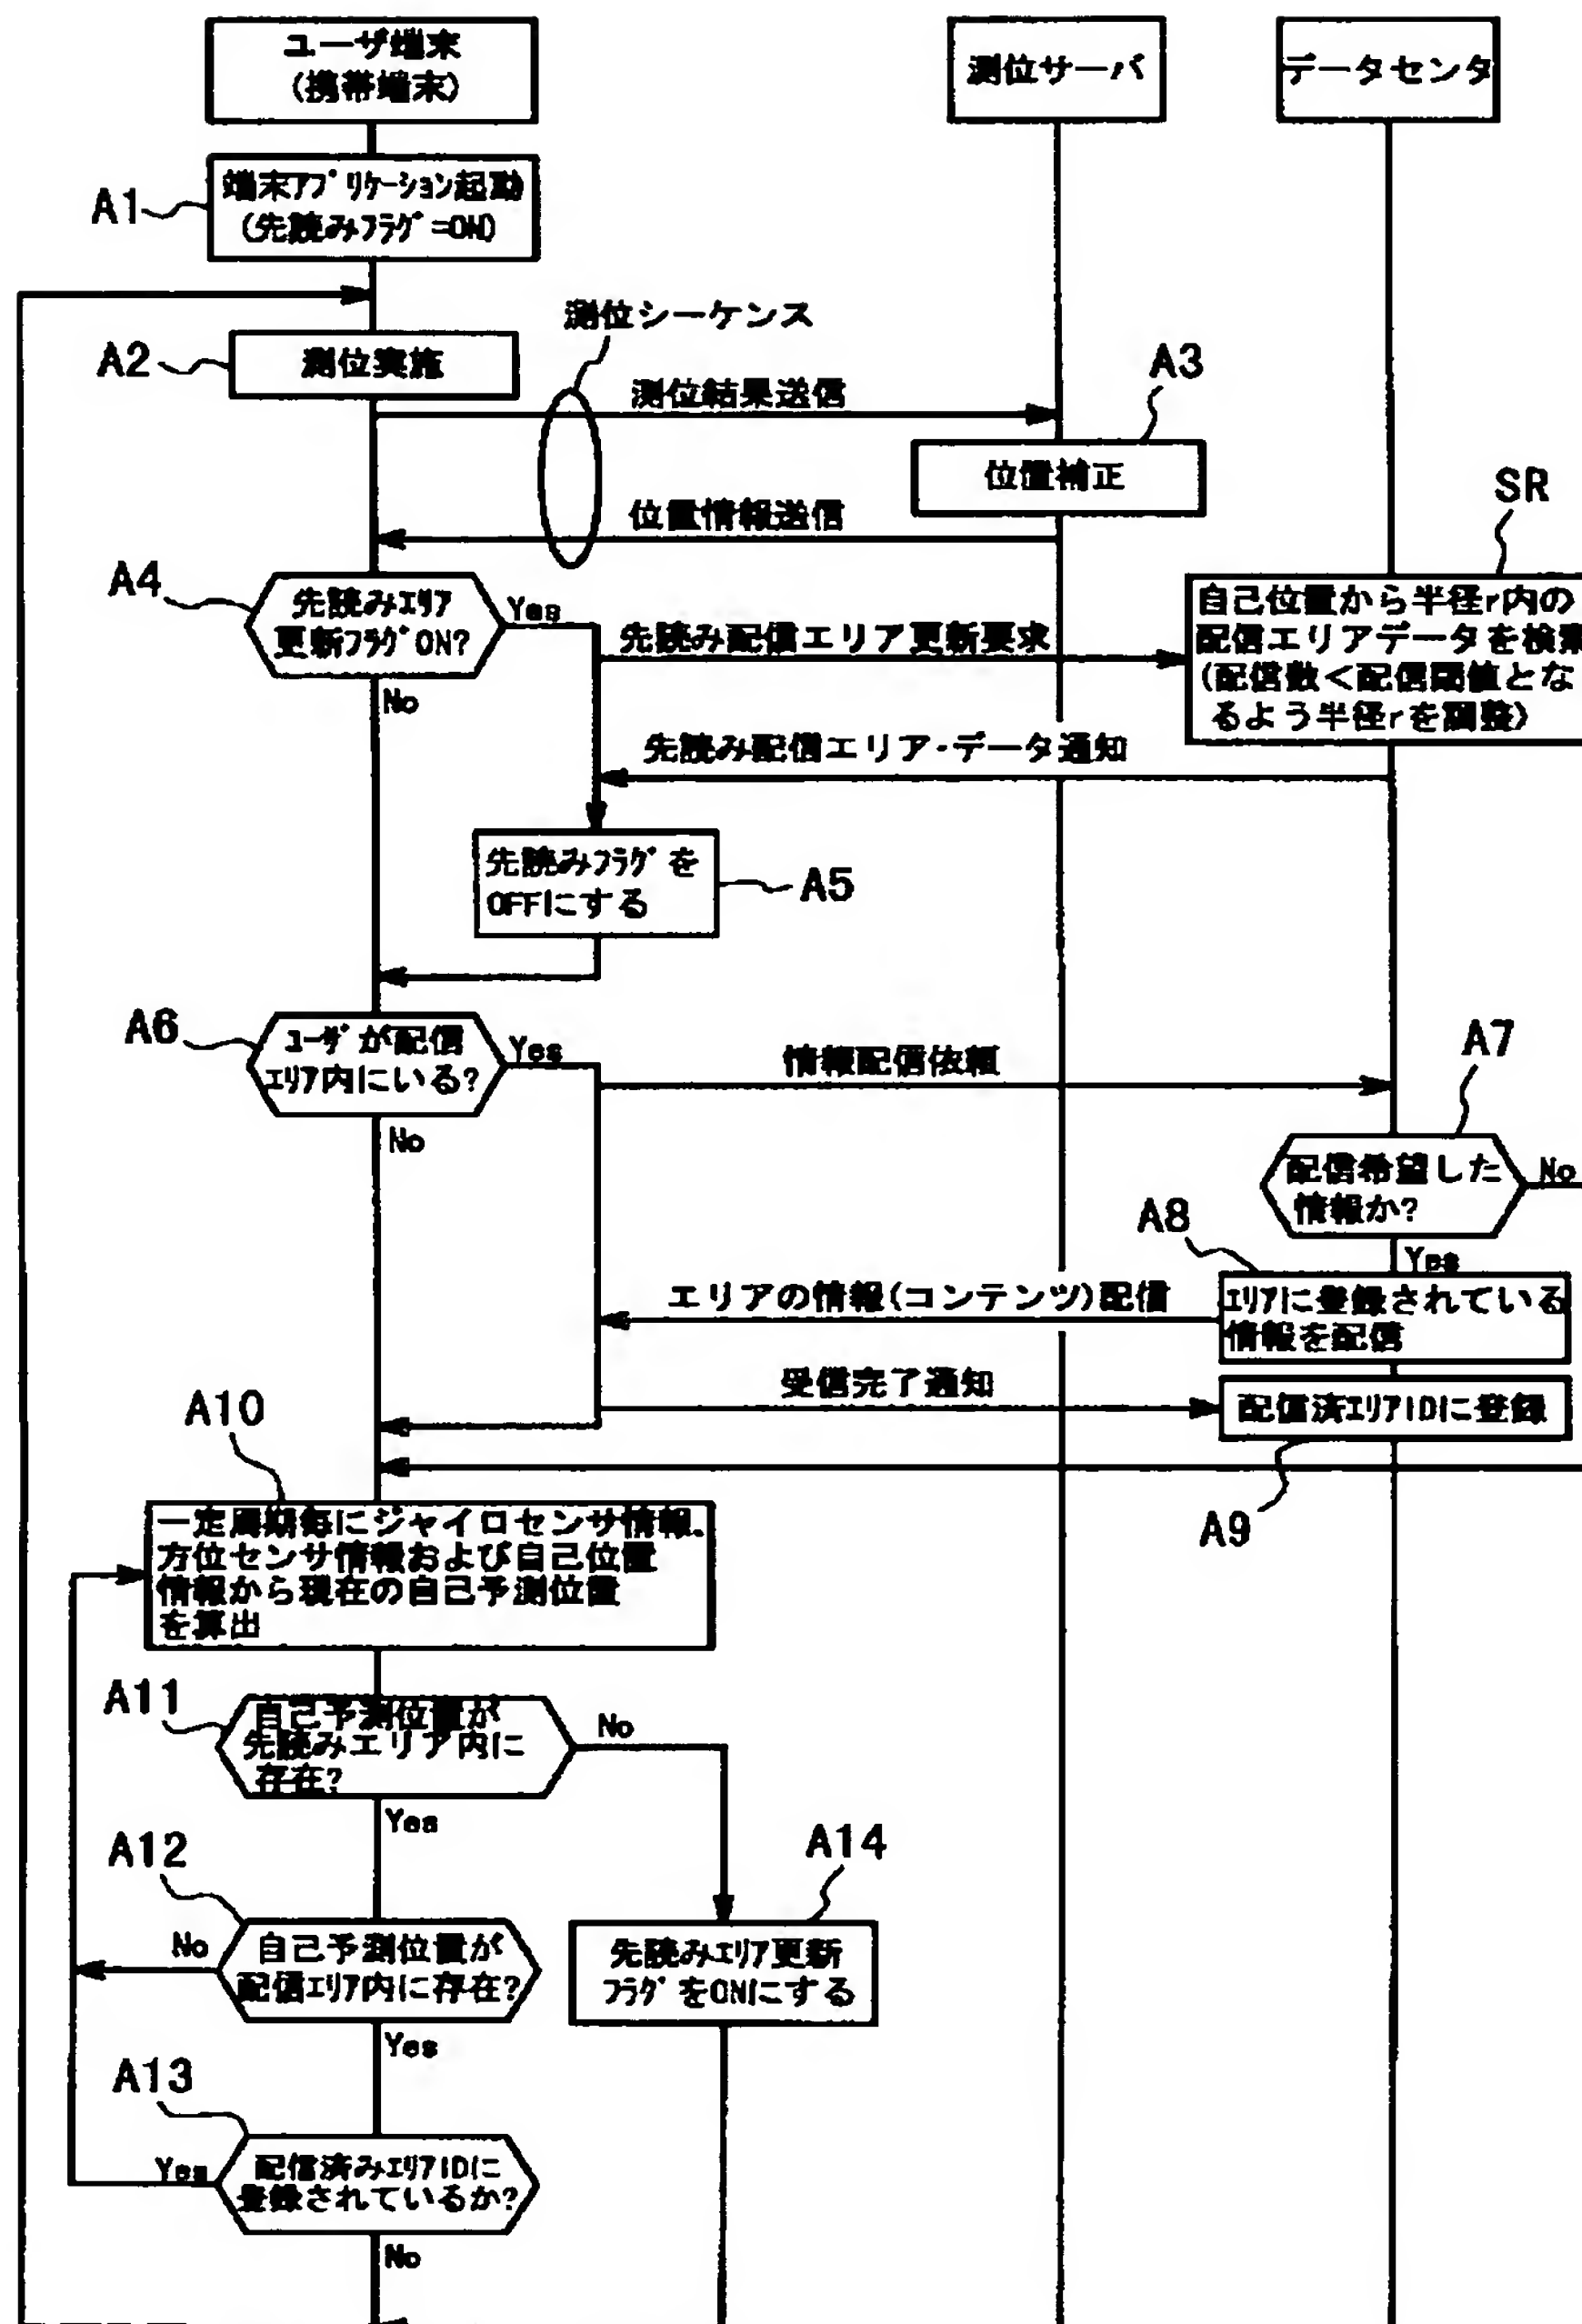 ユーザ端末
(携帯端末)
測位サーバ
データセンタ
A1
端末アプリケーション起動
(先読みフラグ=ON)
測位シーケンス
A2
測位実施
測位結果送信
A3
位置補正
位置情報送信
SR
自己位置から半径r内の
配信エリアデータを検索
(配信数<配信閾値とな
るよう半径rを調整)
A4
先読みエリア
更新フラグON?
Yes
No
先読み配信エリア更新要求
先読み配信エリア・データ通知
先読みフラグを
OFFにする
A5
A6
ユーザが配信
エリア内にいる?
Yes
No
情報配信依頼
A7
配信希望した
情報か?
No
Yes
A8
エリアに登録されている
情報を配信
エリアの情報(コンテンツ)配信
受信完了通知
配信済エリアIDに登録
A9
A10
一定周期毎にジャイロセンサ情報、
方位センサ情報および自己位置
情報から現在の自己予測位置
を算出
A11
自己予測位置が
先読みエリア内に
存在?
No
Yes
A12
自己予測位置が
配信エリア内に存在?
No
Yes
A14
先読みエリア更新
フラグをONにする
A13
配信済みエリアIDに
登録されているか?
Yes
No